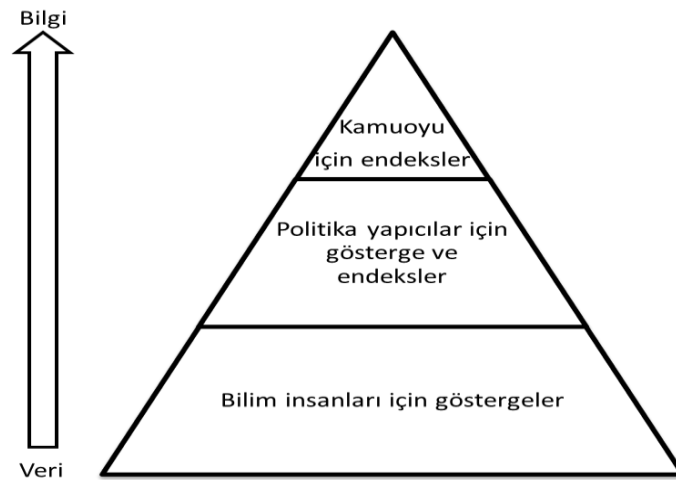 Bilgi
Kamuoyu
için endeksler
Politika yapıcılar için
gösterge ve
endeksler
Bilim insanları için göstergeler
Veri